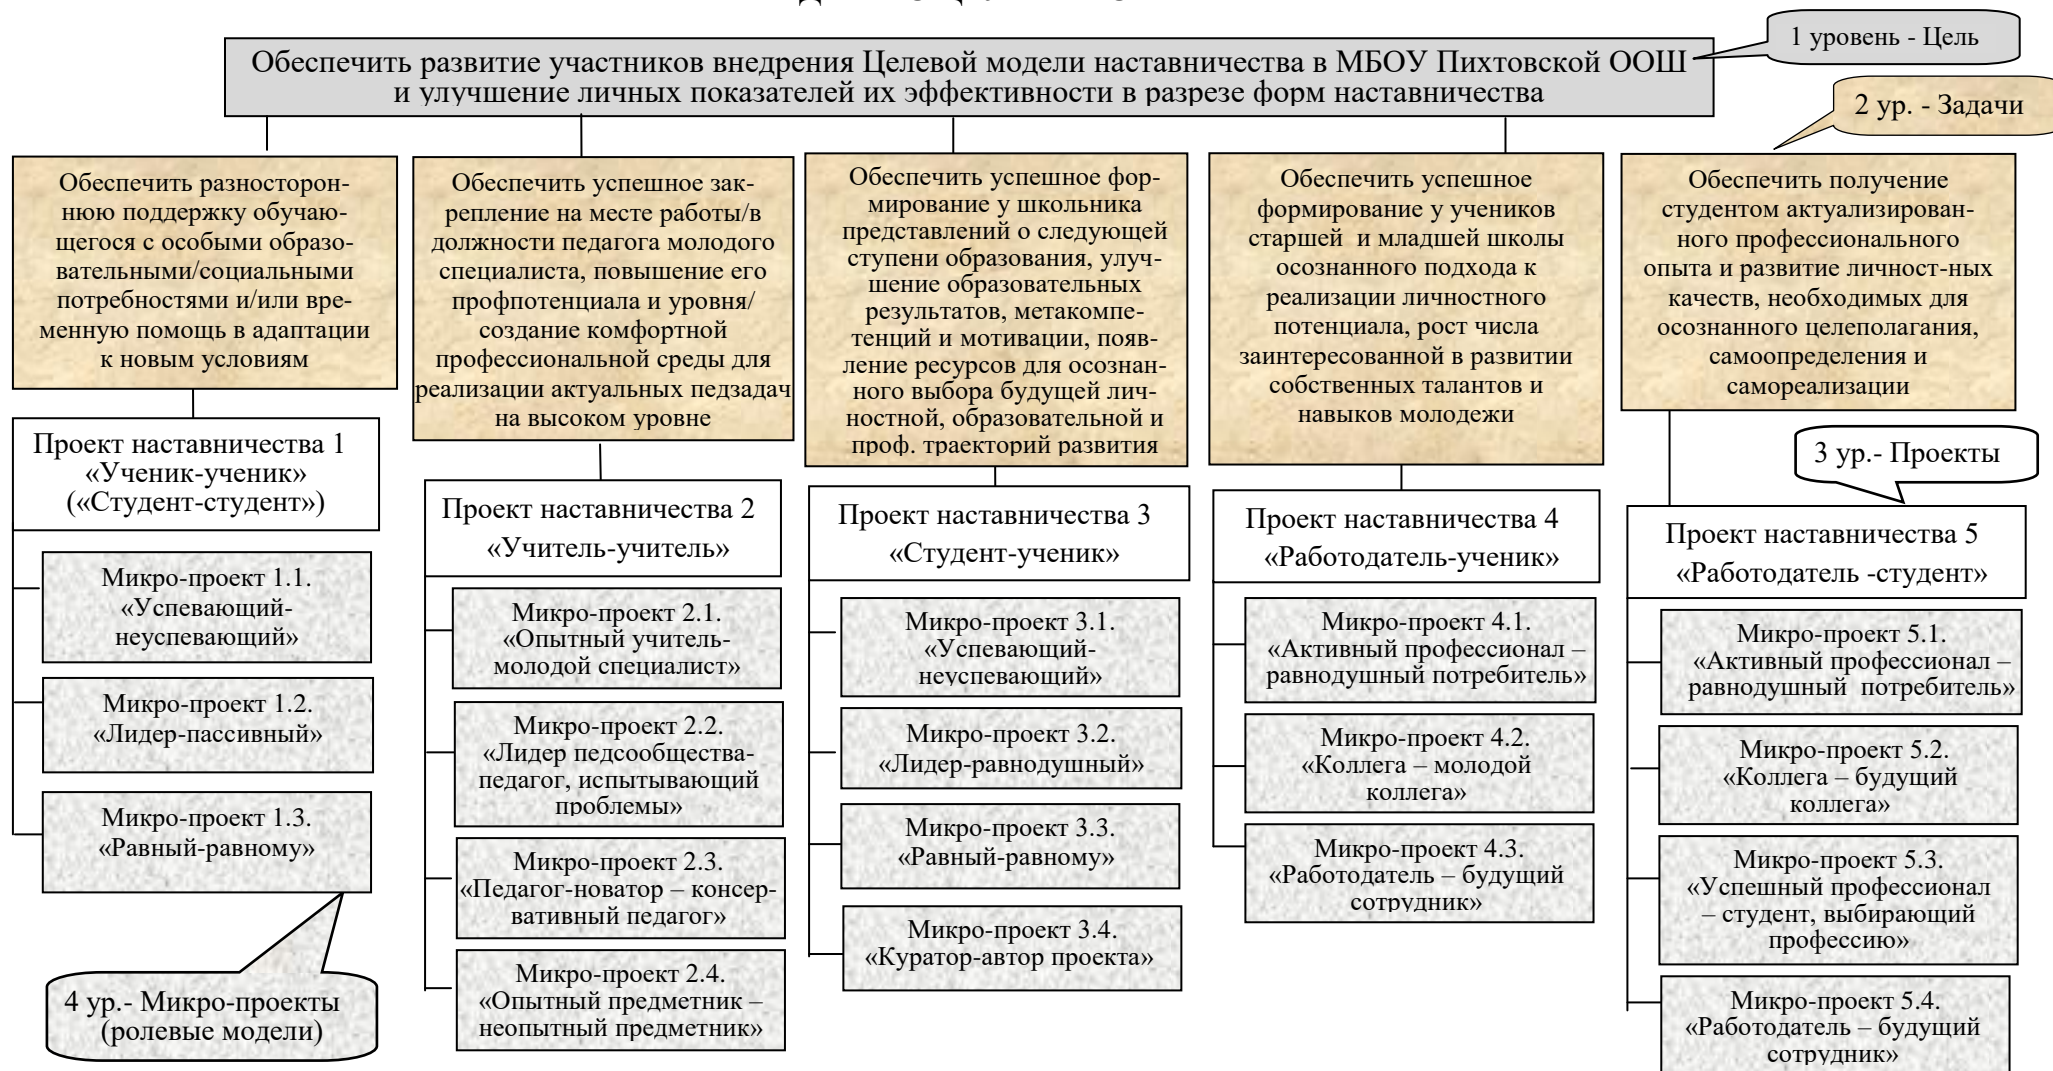 1 уровень - Цель
Обеспечить развитие участников внедрения Целевой модели наставничества в МБОУ Пихтовской ООШ
и улучшение личных показателей их эффективности в разрезе форм наставничества
2 ур. - Задачи
Обеспечить разносторон-
нюю поддержку обучаю-
щегося с особыми образо-
вательными/социальными
потребностями и/или вре-
менную помощь в адаптации
к новым условиям
Обеспечить успешное зак-
репление на месте работы/в
должности педагога молодого
специалиста, повышение его
профпотенциала и уровня/
создание комфортной
профессиональной среды для
реализации актуальных педзадач
на высоком уровне
Обеспечить успешное фор-
мирование у школьника
представлений о следующей
ступени образования, улуч-
шение образовательных
результатов, метакомпе-
тенций и мотивации, появ-
ление ресурсов для осознан-
ного выбора будущей лич-
ностной, образовательной и
проф. траекторий развития
Обеспечить успешное
формирование у учеников
старшей и младшей школы
осознанного подхода к
реализации личностного
потенциала, рост числа
заинтересованной в развитии
собственных талантов и
навыков молодежи
Обеспечить получение
студентом актуализирован-
ного профессионального
опыта и развитие личност-ных
качеств, необходимых для
осознанного целеполагания,
самоопределения и
самореализации
3 ур.- Проекты
Проект наставничества 1
«Ученик-ученик»
(«Студент-студент»)
Микро-проект 1.1.
«Успевающий-
неуспевающий»
Микро-проект 1.2.
«Лидер-пассивный»
Микро-проект 1.3.
«Равный-равному»
4 ур.- Микро-проекты
(ролевые модели)
Проект наставничества 2
«Учитель-учитель»
Микро-проект 2.1.
«Опытный учитель-
молодой специалист»
Микро-проект 2.2.
«Лидер педсообщества-
педагог, испытывающий
проблемы»
Микро-проект 2.3.
«Педагог-новатор – консер-
вативный педагог»
Микро-проект 2.4.
«Опытный предметник –
неопытный предметник»
Проект наставничества 3
«Студент-ученик»
Микро-проект 3.1.
«Успевающий-
неуспевающий»
Микро-проект 3.2.
«Лидер-равнодушный»
Микро-проект 3.3.
«Равный-равному»
Микро-проект 3.4.
«Куратор-автор проекта»
Проект наставничества 4
«Работодатель-ученик»
Микро-проект 4.1.
«Активный профессионал –
равнодушный потребитель»
Микро-проект 4.2.
«Коллега – молодой
коллега»
Микро-проект 4.3.
«Работодатель – будущий
сотрудник»
Проект наставничества 5
«Работодатель -студент»
Микро-проект 5.1.
«Активный профессионал –
равнодушный потребитель»
Микро-проект 5.2.
«Коллега – будущий
коллега»
Микро-проект 5.3.
«Успешный профессионал
– студент, выбирающий
профессию»
Микро-проект 5.4.
«Работодатель – будущий
сотрудник»